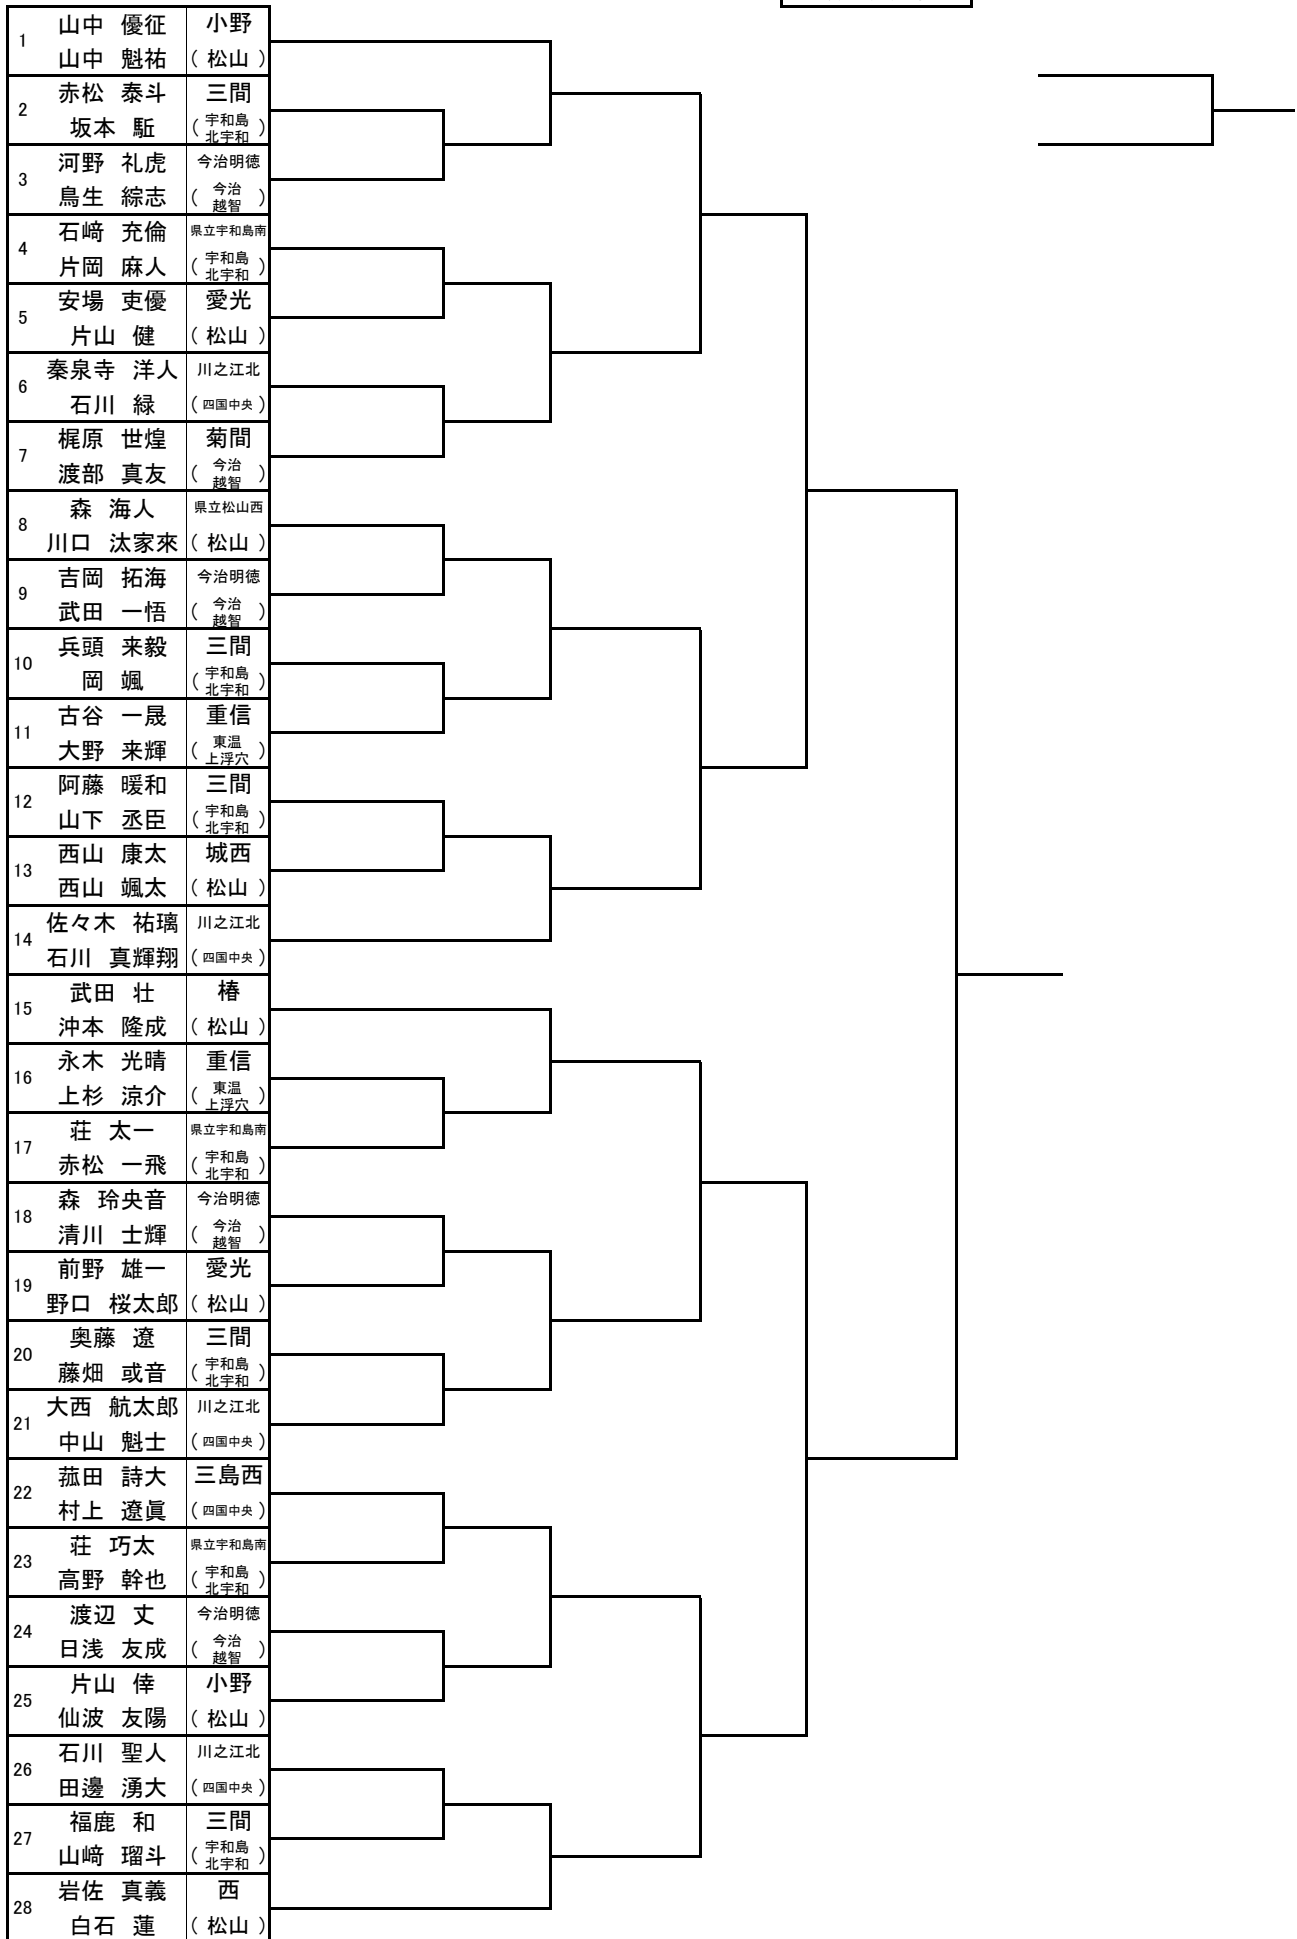 1 山中 優征 小野
山中 魁祐 (松山)
2 赤松 泰斗 三間
坂本 駈 (宇和島 北宇和)
3 河野 礼虎 今治明徳
鳥生 綜志 (今治 越智)
4 石﨑 充倫 県立宇和島南
片岡 麻人 (宇和島 北宇和)
5 安場 吏優 愛光
片山 健 (松山)
6 秦泉寺 洋人 川之江北
石川 緑 (四国中央)
7 梶原 世煌 菊間
渡部 真友 (今治 越智)
8 森 海人 県立松山西
川口 汰家來 (松山)
9 吉岡 拓海 今治明徳
武田 一悟 (今治 越智)
10 兵頭 来毅 三間
岡 颯 (宇和島 北宇和)
11 古谷 一晟 重信
大野 来輝 (東温 上浮穴)
12 阿藤 暖和 三間
山下 丞臣 (宇和島 北宇和)
13 西山 康太 城西
西山 颯太 (松山)
14 佐々木 祐璃 川之江北
石川 真輝翔 (四国中央)
15 武田 壮 椿
沖本 隆成 (松山)
16 永木 光晴 重信
上杉 涼介 (東温 上浮穴)
17 荘 太一 県立宇和島南
赤松 一飛 (宇和島 北宇和)
18 森 玲央音 今治明徳
清川 士輝 (今治 越智)
19 前野 雄一 愛光
野口 桜太郎 (松山)
20 奥藤 遼 三間
藤畑 或音 (宇和島 北宇和)
21 大西 航太郎 川之江北
中山 魁士 (四国中央)
22 菰田 詩大 三島西
村上 遼眞 (四国中央)
23 荘 巧太 県立宇和島南
高野 幹也 (宇和島 北宇和)
24 渡辺 丈 今治明徳
日浅 友成 (今治 越智)
25 片山 倖 小野
仙波 友陽 (松山)
26 石川 聖人 川之江北
田邊 湧大 (四国中央)
27 福鹿 和 三間
山﨑 瑠斗 (宇和島 北宇和)
28 岩佐 真義 西
白石 蓮 (松山)